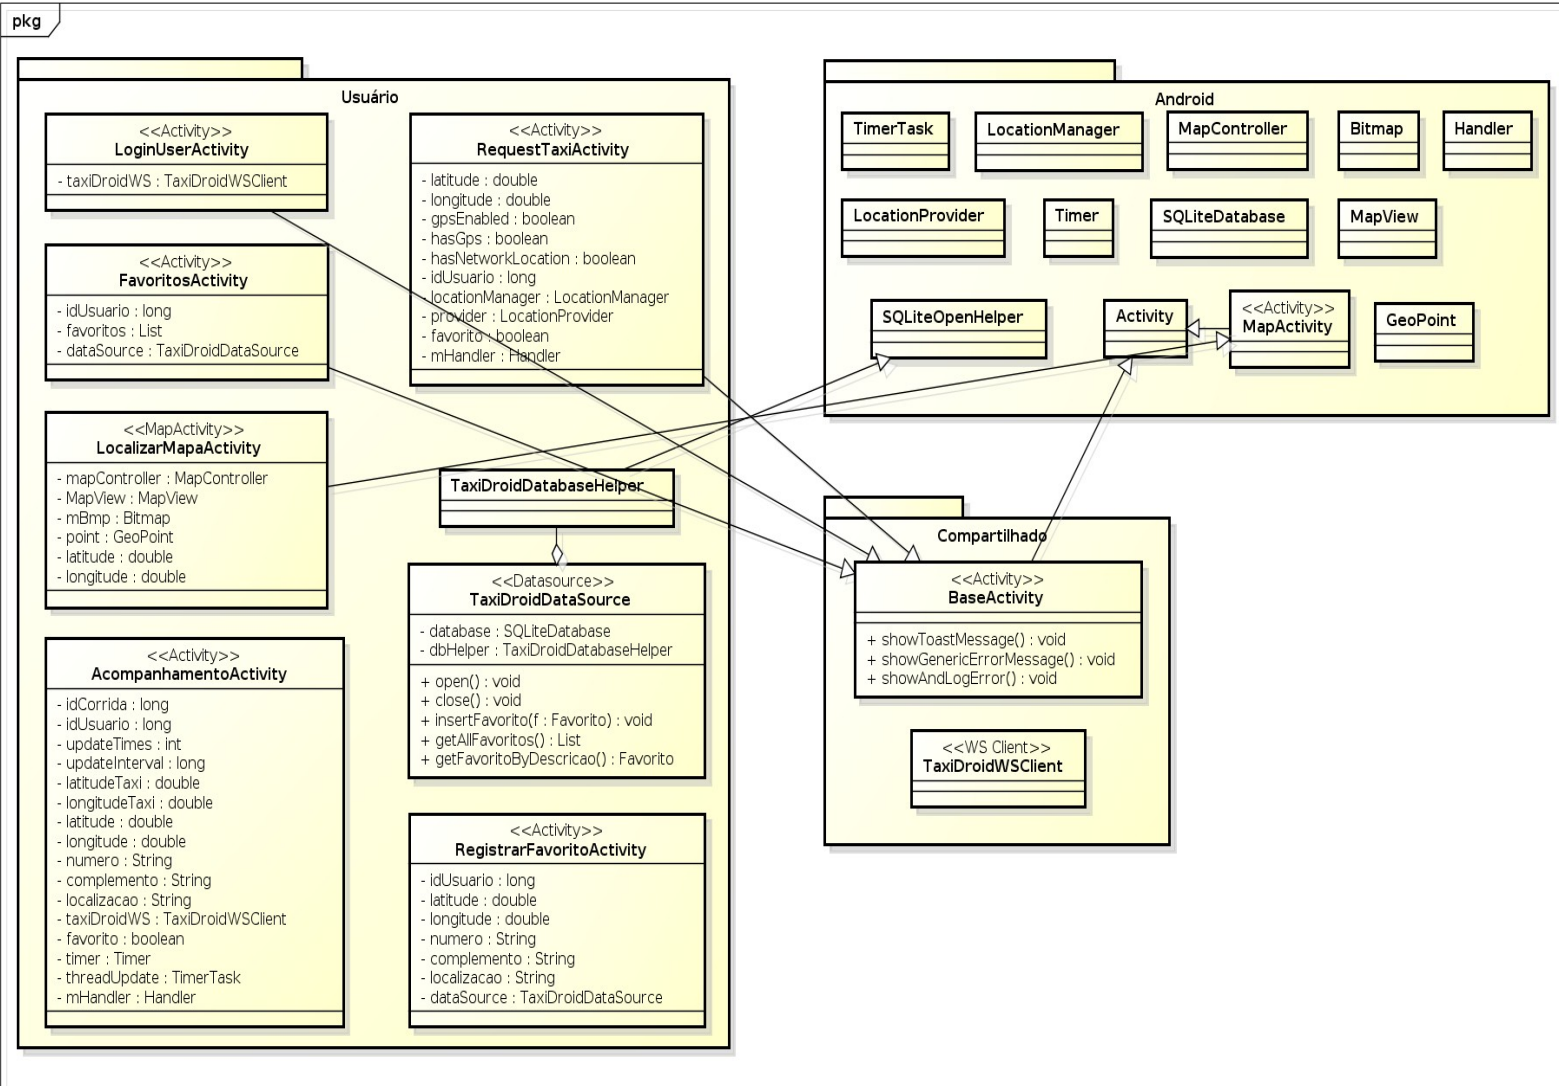 pkg
Usuário
<<Activity>>
LoginUserActivity
- taxiDroidWS : TaxiDroidWSClient
<<Activity>>
FavoritosActivity
- idUsuario : long
- favoritos : List
- dataSource : TaxiDroidDataSource
<<MapActivity>>
LocalizarMapaActivity
- mapController : MapController
- MapView : MapView
- mBmp : Bitmap
- point : GeoPoint
- latitude : double
- longitude : double
<<Activity>>
AcompanhamentoActivity
- idCorrida : long
- idUsuario : long
- updateTimes : int
- updateInterval : long
- latitudeTaxi : double
- longitudeTaxi : double
- latitude : double
- longitude : double
- numero : String
- complemento : String
- localizacao : String
- taxiDroidWS : TaxiDroidWSClient
- favorito : boolean
- timer : Timer
- threadUpdate : TimerTask
- mHandler : Handler
<<Activity>>
RequestTaxiActivity
- latitude : double
- longitude : double
- gpsEnabled : boolean
- hasGps : boolean
- hasNetworkLocation : boolean
- idUsuario : long
- locationManager : LocationManager
- provider : LocationProvider
- favorito : boolean
- mHandler : Handler
TaxiDroidDatabaseHelper
<<Datasource>>
TaxiDroidDataSource
- database : SQLiteDatabase
- dbHelper : TaxiDroidDatabaseHelper
+ open() : void
+ close() : void
+ insertFavorito(f : Favorito) : void
+ getAllFavoritos() : List
+ getFavoritoByDescricao() : Favorito
<<Activity>>
RegistrarFavoritoActivity
- idUsuario : long
- latitude : double
- longitude : double
- numero : String
- complemento : String
- localizacao : String
- dataSource : TaxiDroidDataSource
Android
TimerTask
LocationManager
MapController
Bitmap
Handler
LocationProvider
Timer
SQLiteDatabase
MapView
SQLiteOpenHelper
Activity
<<Activity>>
MapActivity
GeoPoint
Compartilhado
<<Activity>>
BaseActivity
+ showToastMessage() : void
+ showGenericErrorMessage() : void
+ showAndLogError() : void
<<WS Client>>
TaxiDroidWSClient